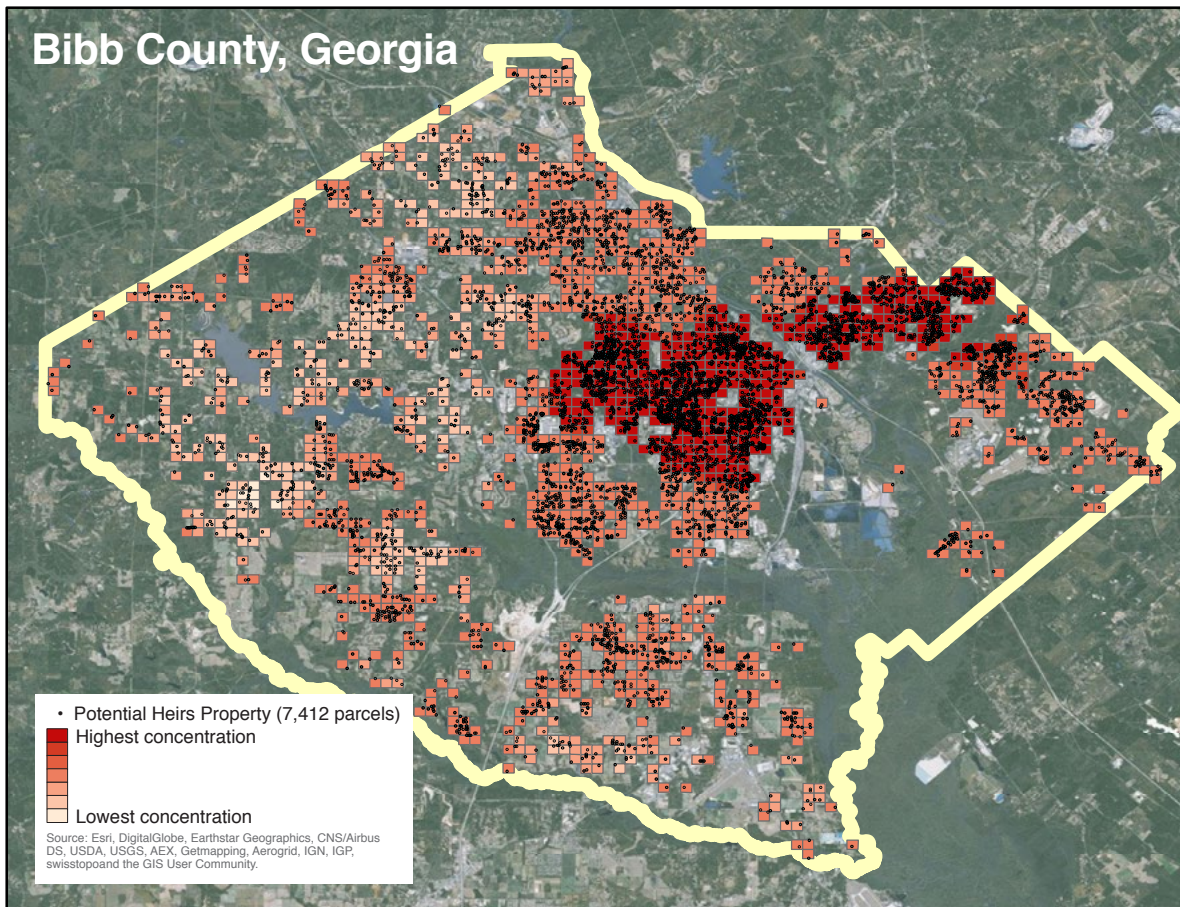 Bibb County, Georgia
Potential Heirs Property (7,412 parcels)
Highest concentration
Lowest concentration
Source: Esri, DigitalGlobe, Earthstar Geographics, CNS/Airbus
DS, USDA, USGS, AEX, Getmapping, Aerogrid, IGN, IGP,
swisstopoand the GIS User Community.